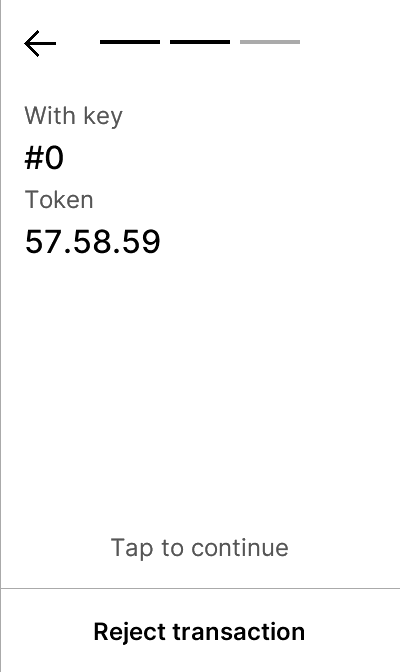 With key
#0
Token
57.58.59
Tap to continue
Reject transaction